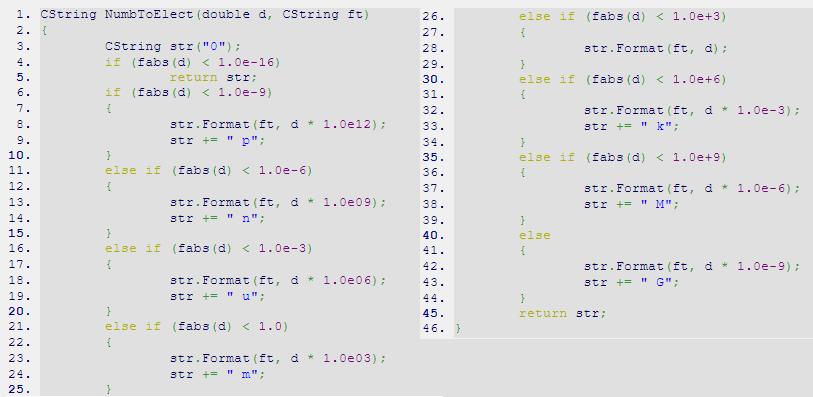 1. CString NumbToElect(double d, CString ft)
2. {
3. CString str("0");
4. if (fabs(d) < 1.0e-16)
5. return str;
6. if (fabs(d) < 1.0e-9)
7. {
8. str.Format(ft, d * 1.0e12);
9. str += " p";
10. }
11. else if (fabs(d) < 1.0e-6)
12. {
13. str.Format(ft, d * 1.0e09);
14. str += " n";
15. }
16. else if (fabs(d) < 1.0e-3)
17. {
18. str.Format(ft, d * 1.0e06);
19. str += " u";
20. }
21. else if (fabs(d) < 1.0)
22. {
23. str.Format(ft, d * 1.0e03);
24. str += " m";
25. }
26. else if (fabs(d) < 1.0e+3)
27. {
28. str.Format(ft, d);
29. }
30. else if (fabs(d) < 1.0e+6)
31. {
32. str.Format(ft, d * 1.0e-3);
33. str += " k";
34. }
35. else if (fabs(d) < 1.0e+9)
36. {
37. str.Format(ft, d * 1.0e-6);
38. str += " M";
39. }
40. else
41. {
42. str.Format(ft, d * 1.0e-9);
43. str += " G";
44. }
45. return str;
46. }